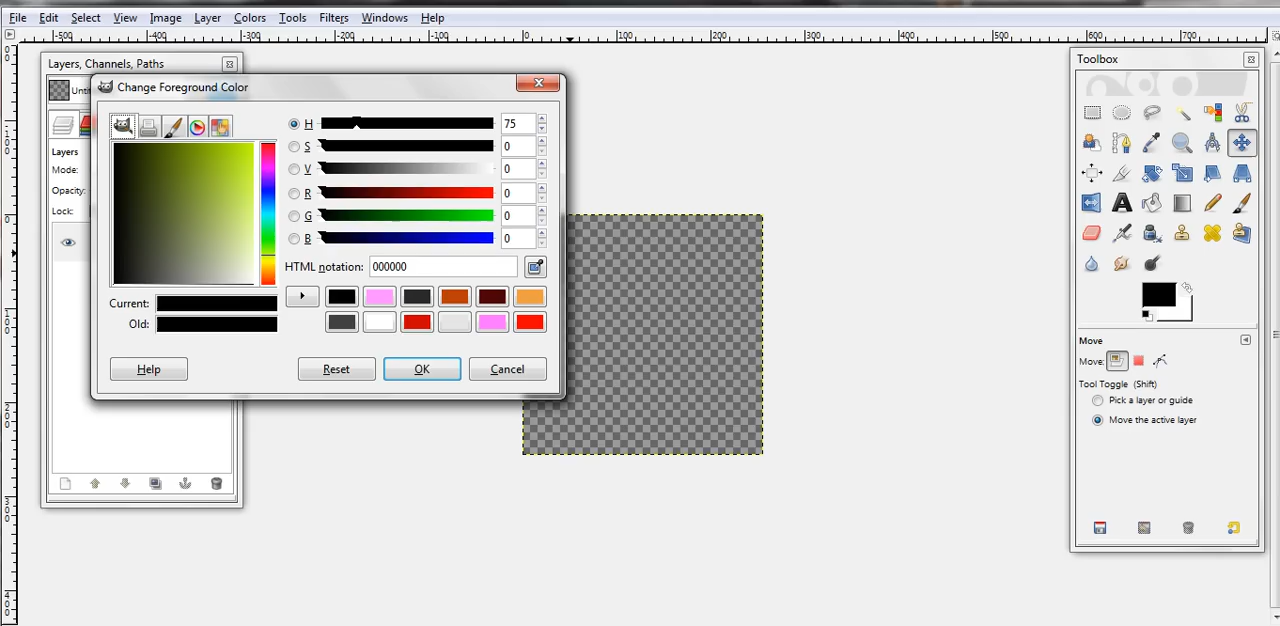 File Edit Select View Image Layer Colors Tools Filters Windows Help
-500 -400 -300 -200 -100 0 100 200 300 400 500 600 700
Layers, Channels, Paths
Toolbox
Change Foreground Color
H 75
S 0
V 0
R 0
G 0
B 0
Layers
Mode:
Opacity:
Lock:
HTML notation: 000000
Current:
Old:
Help Reset OK Cancel
Move
Move:
Tool Toggle (Shift)
Pick a layer or guide
Move the active layer